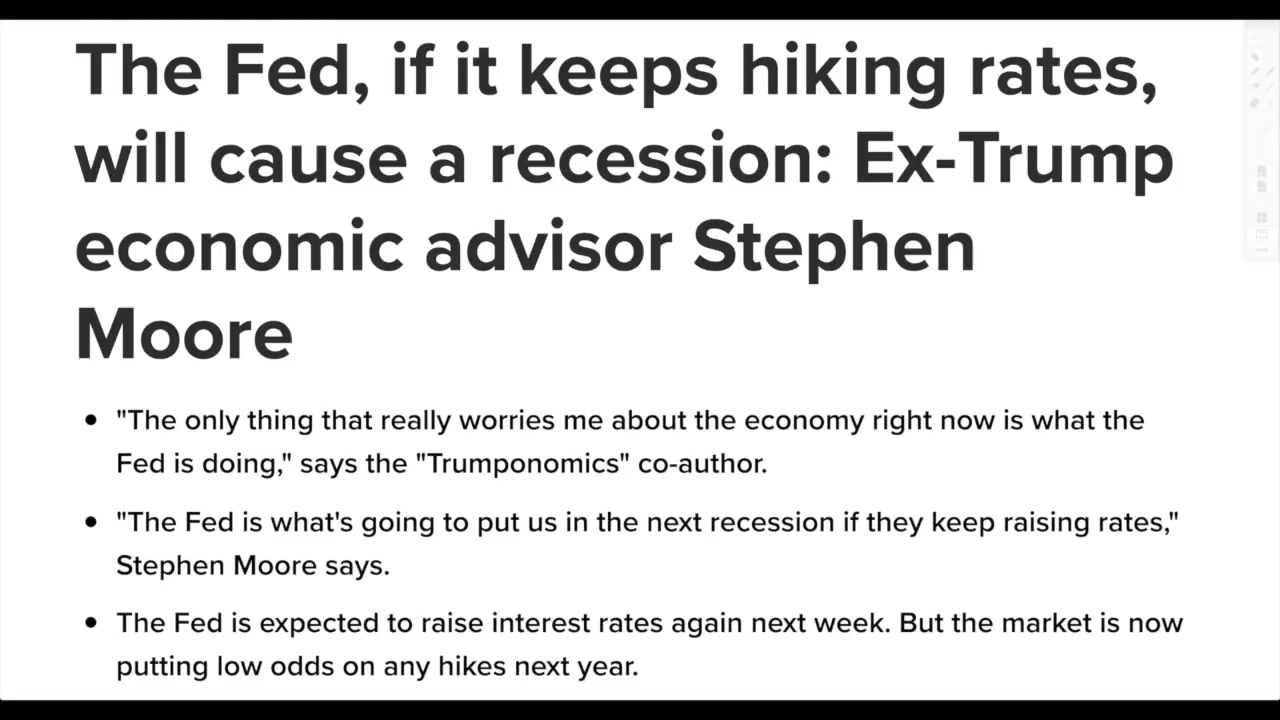 The Fed, if it keeps hiking rates,
will cause a recession: Ex-Trump
economic advisor Stephen
Moore
• "The only thing that really worries me about the economy right now is what the
Fed is doing," says the "Trumponomics" co-author.
• "The Fed is what's going to put us in the next recession if they keep raising rates,"
Stephen Moore says.
• The Fed is expected to raise interest rates again next week. But the market is now
putting low odds on any hikes next year.